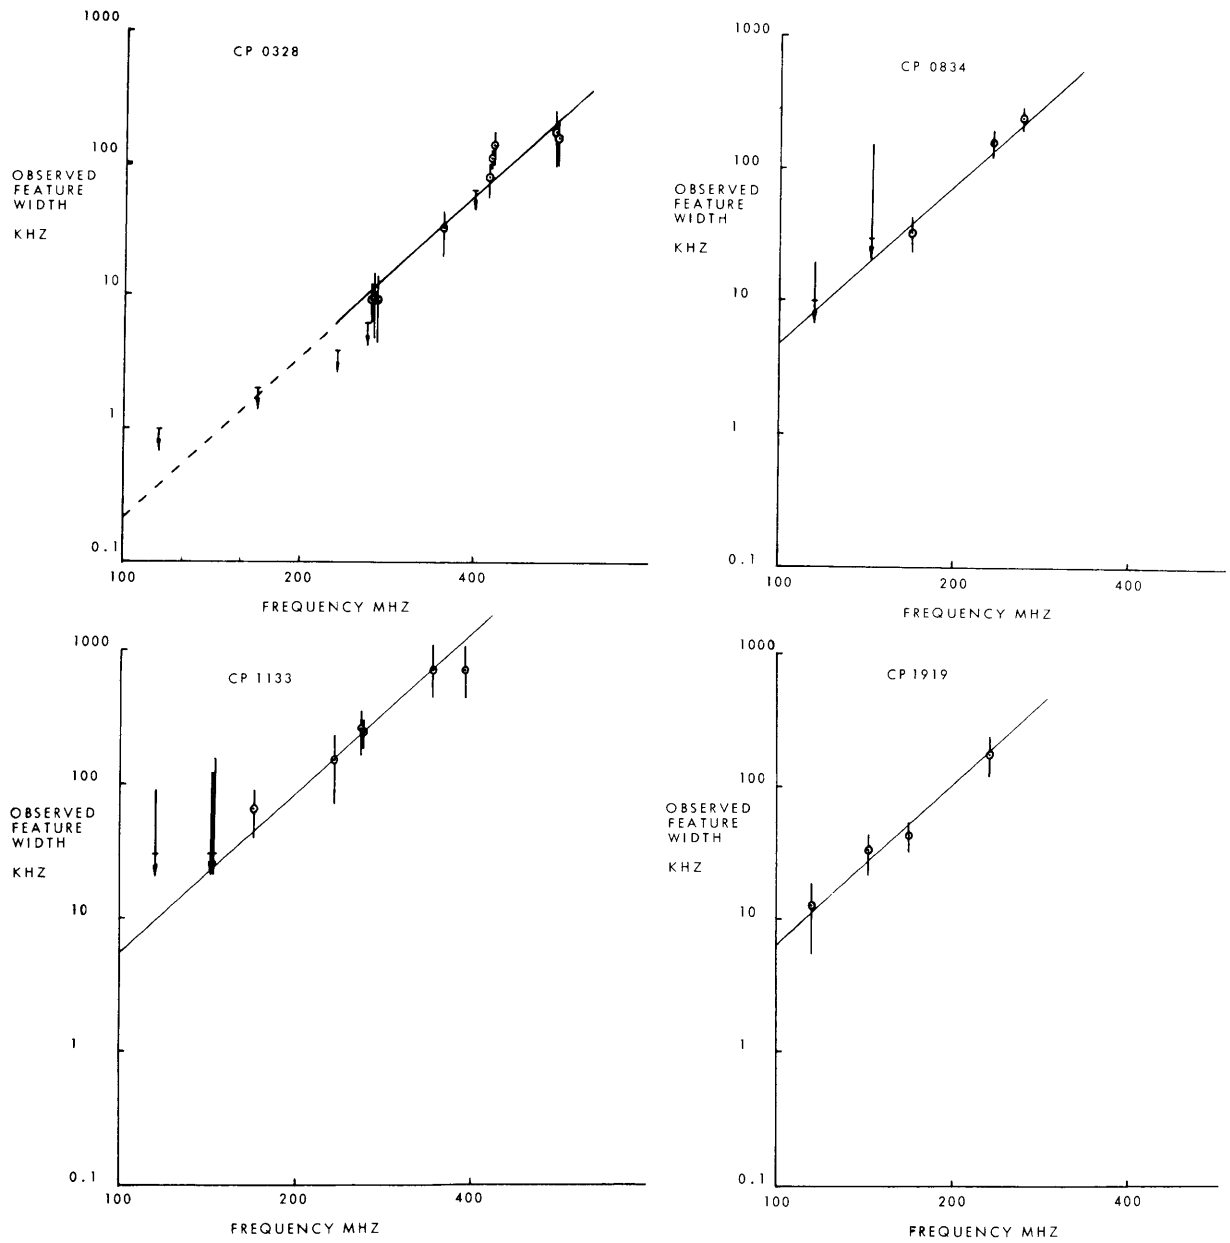 1000
CP 0328
100
OBSERVED
FEATURE
WIDTH
KHZ
10
1
0.1
100 200 400
FREQUENCY MHZ
1000
CP 0834
100
OBSERVED
FEATURE
WIDTH
KHZ
10
1
0.1
100 200 400
FREQUENCY MHZ
1000
CP 1133
100
OBSERVED
FEATURE
WIDTH
KHZ
10
1
0.1
100 200 400
FREQUENCY MHZ
1000
CP 1919
100
OBSERVED
FEATURE
WIDTH
KHZ
10
1
0.1
100 200 400
FREQUENCY MHZ